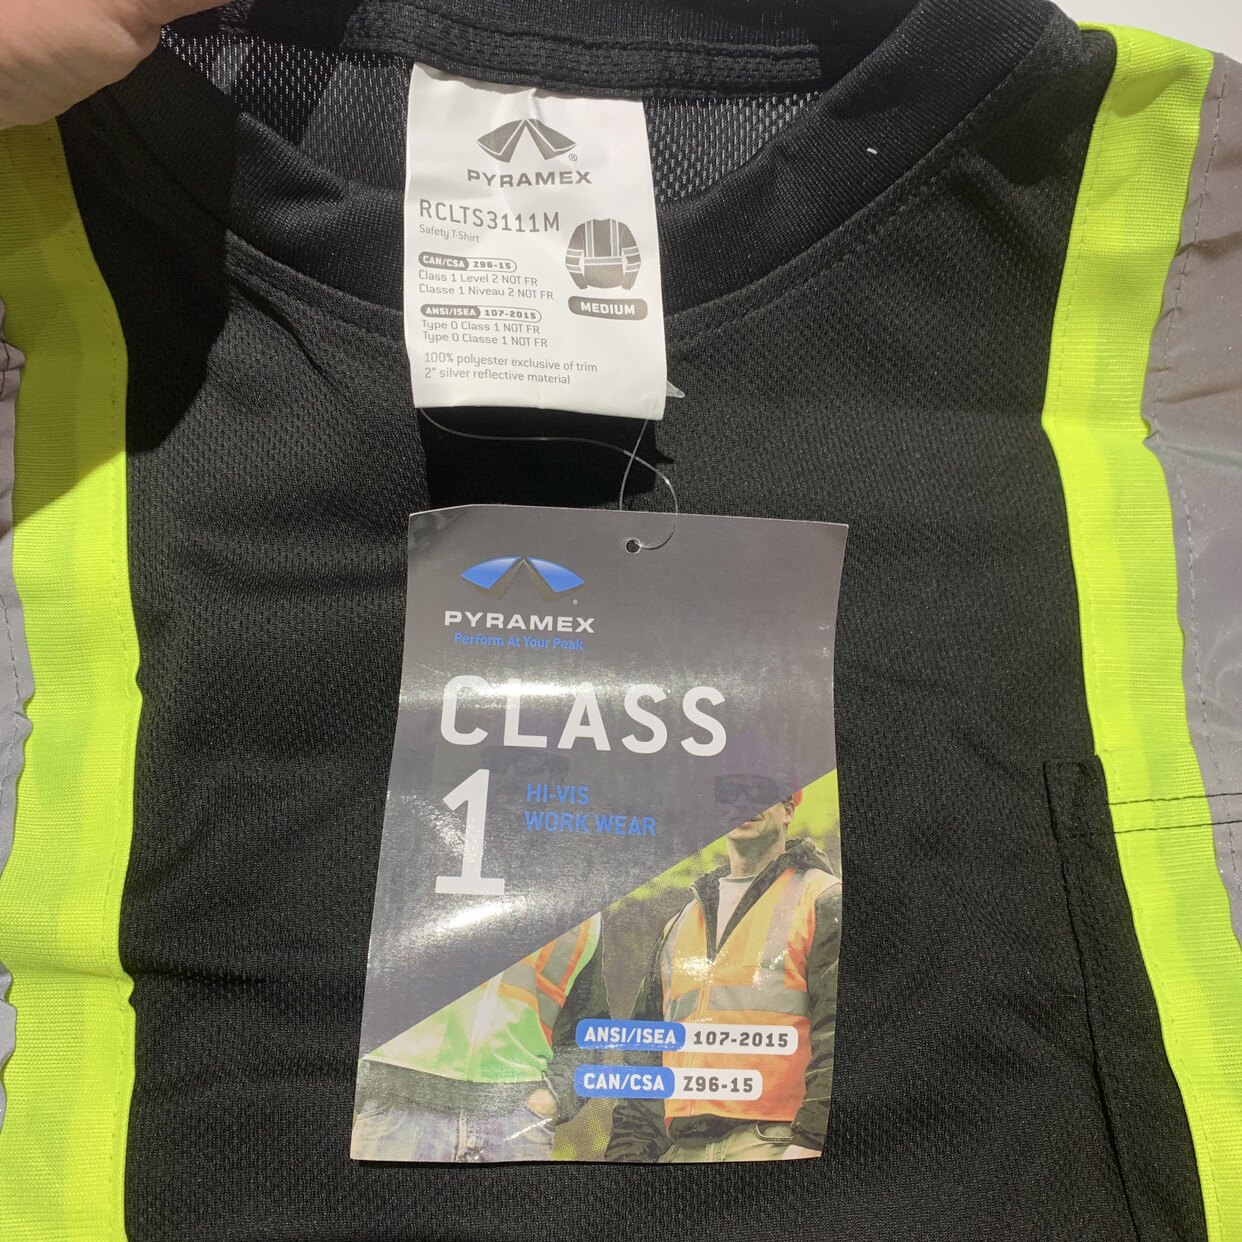 PYRAMEX
®
RCLTS3111M
Safety T-Shirt
CAN/CSA Z96-15
Class 1 Level 2 NOT FR
Classe 1 Niveau 2 NOT FR
MEDIUM
ANSI/ISEA 107-2015
Type O Class 1 NOT FR
Type O Classe 1 NOT FR
100% polyester exclusive of trim
2" silver reflective material
PYRAMEX
Perform At Your Peak
CLASS
1
HI-VIS
WORK WEAR
ANSI/ISEA 107-2015
CAN/CSA Z96-15